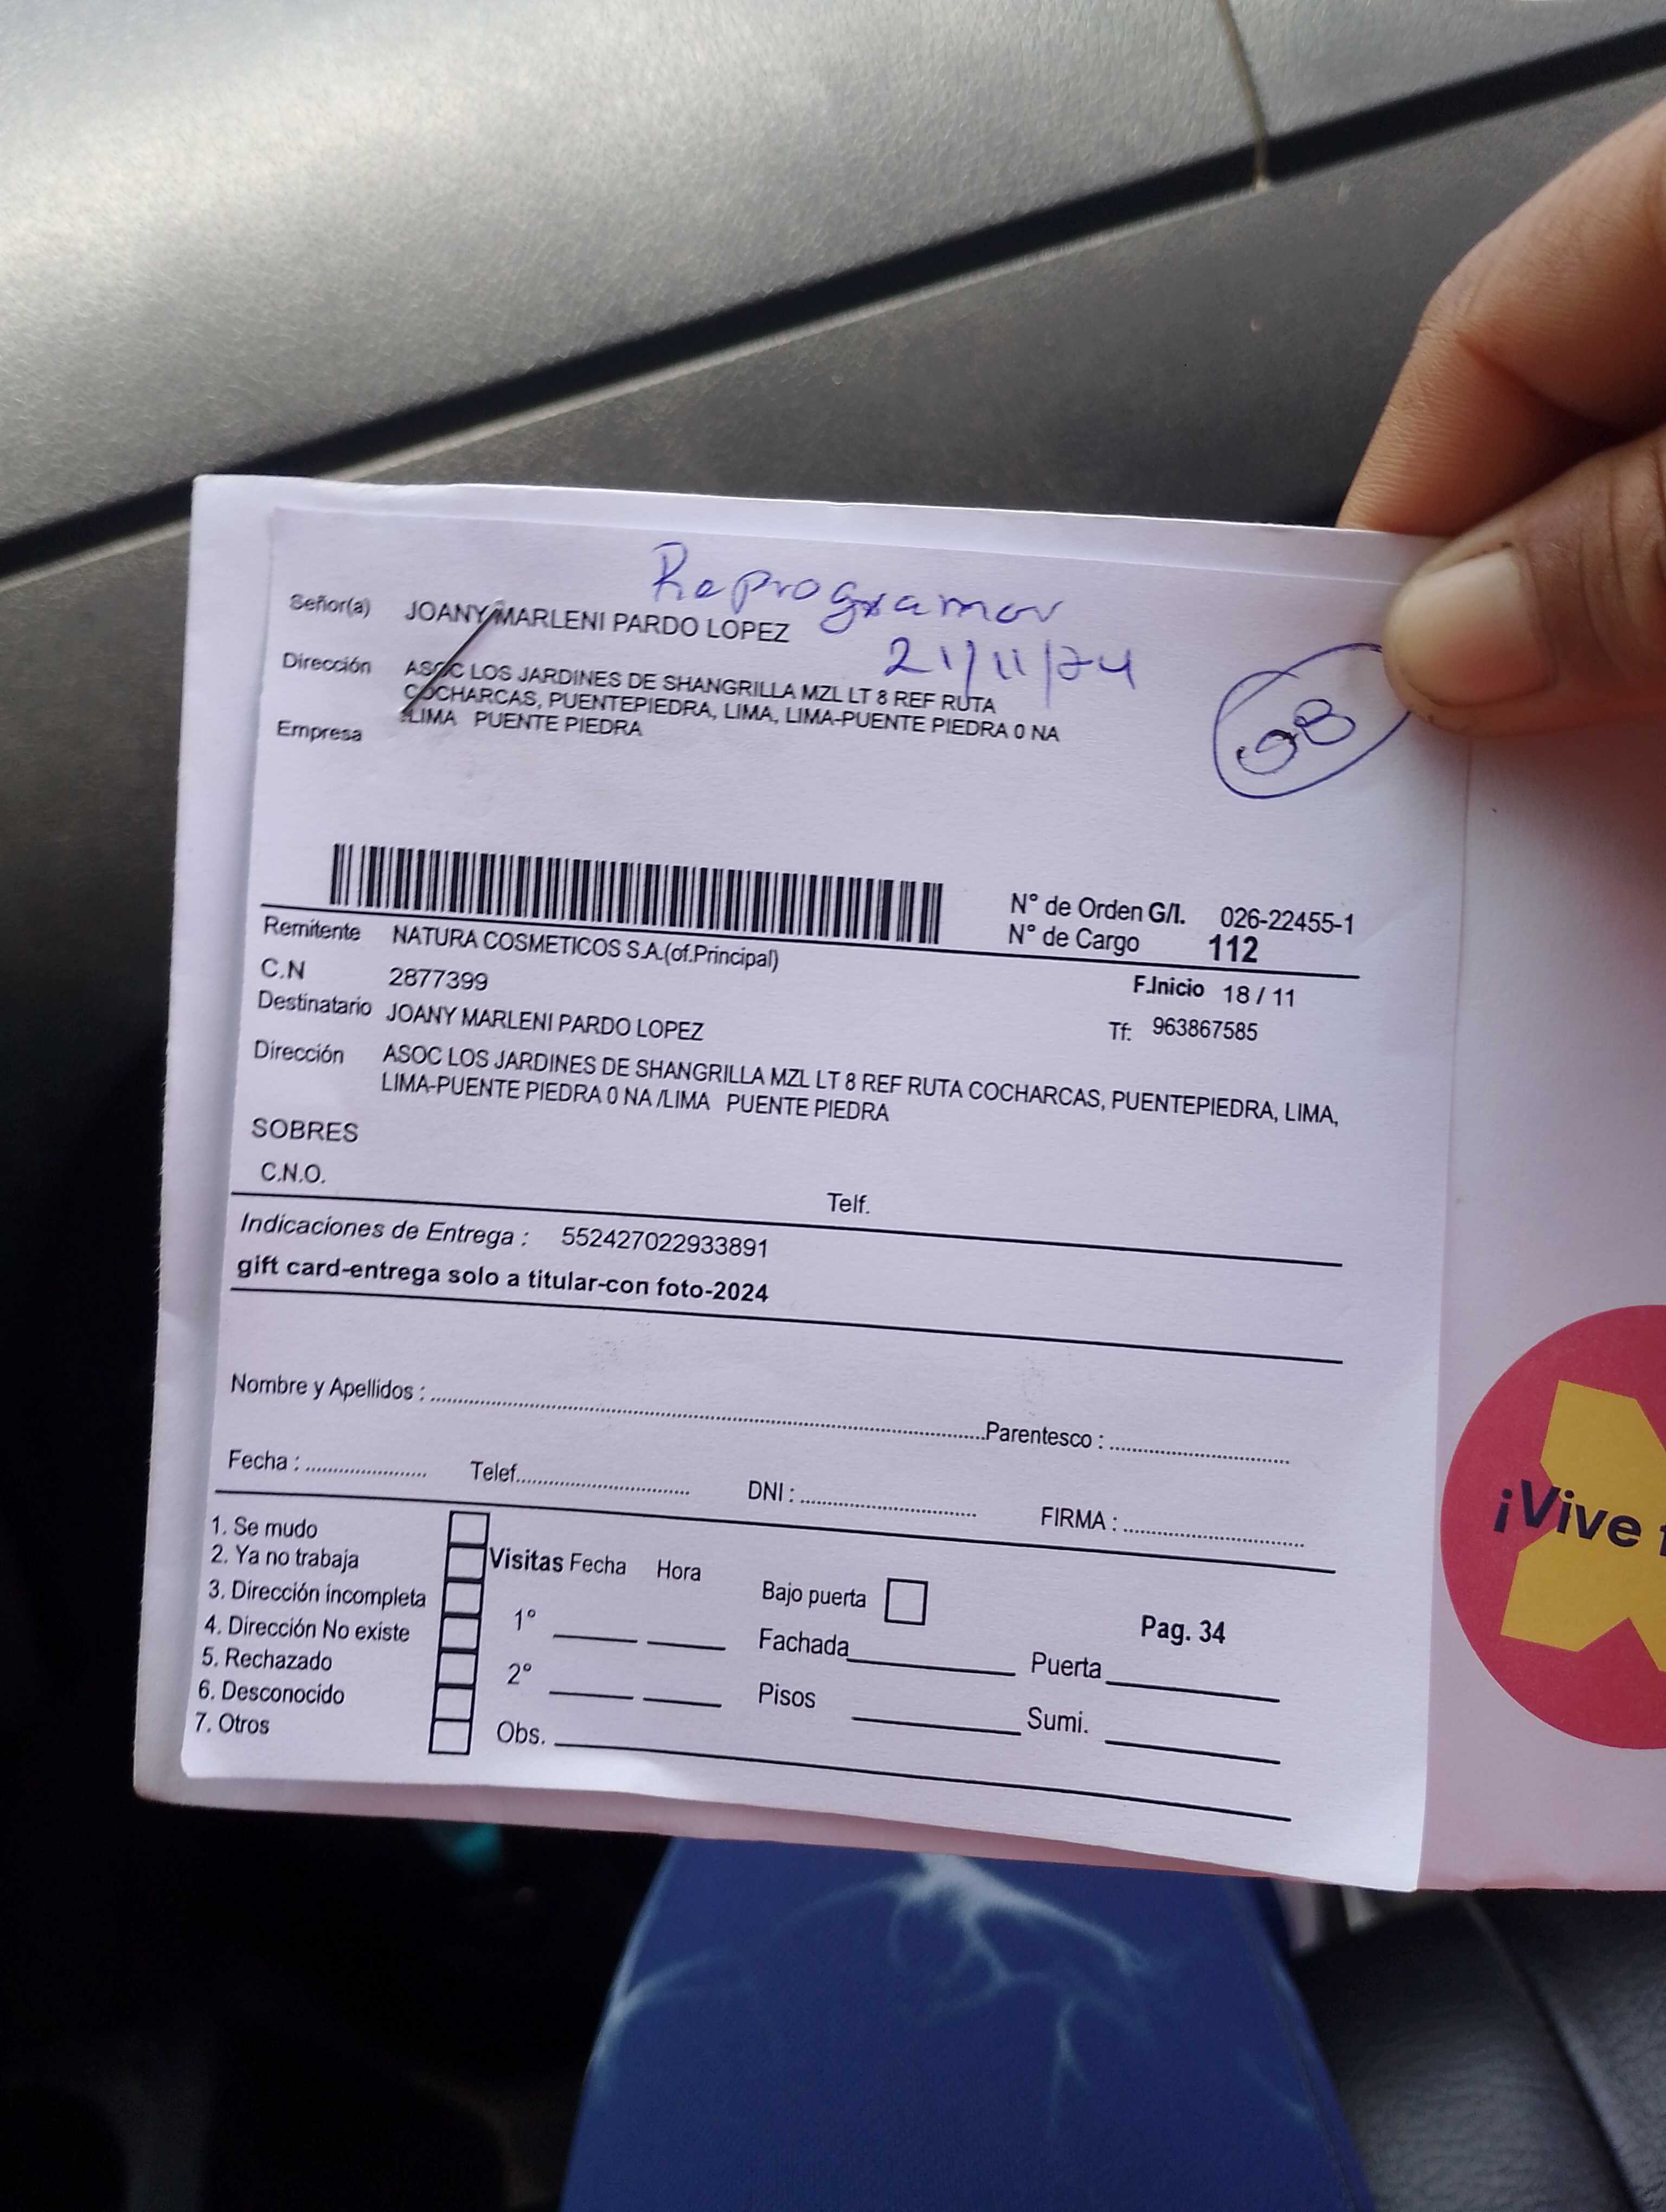 Reprogramar
21/11/24
Señor(a) JOANY MARLENI PARDO LOPEZ
Dirección ASOC LOS JARDINES DE SHANGRILLA MZL LT 8 REF RUTA
COCHARCAS, PUENTEPIEDRA, LIMA, LIMA-PUENTE PIEDRA 0 NA
/LIMA PUENTE PIEDRA
Empresa
N° de Orden G/I. 026-22455-1
N° de Cargo 112
Remitente NATURA COSMETICOS S.A.(of.Principal)
F.Inicio 18 / 11
C.N 2877399
Tf: 963867585
Destinatario JOANY MARLENI PARDO LOPEZ
Dirección ASOC LOS JARDINES DE SHANGRILLA MZL LT 8 REF RUTA COCHARCAS, PUENTEPIEDRA, LIMA,
LIMA-PUENTE PIEDRA 0 NA /LIMA PUENTE PIEDRA
SOBRES
C.N.O. Telf.
Indicaciones de Entrega : 552427022933891
gift card-entrega solo a titular-con foto-2024
Nombre y Apellidos : Parentesco :
Fecha : Telef. DNI : FIRMA :
1. Se mudo
2. Ya no trabaja
3. Dirección incompleta
4. Dirección No existe
5. Rechazado
6. Desconocido
7. Otros
Visitas Fecha Hora
1°
2°
Obs.
Bajo puerta
Pag. 34
Fachada Puerta
Pisos Sumi.
¡Vive